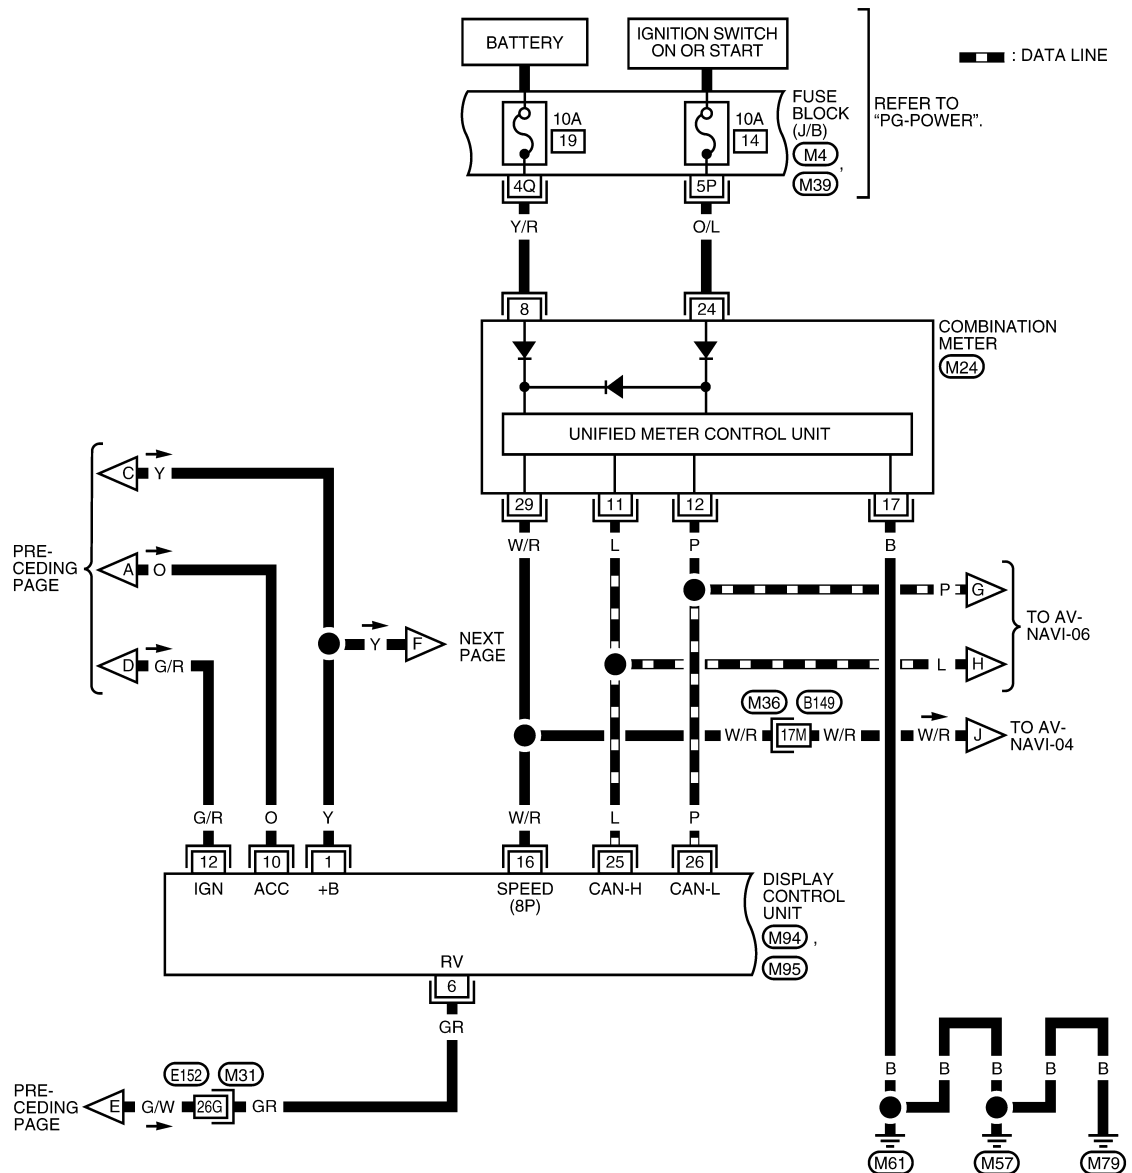 BATTERY
IGNITION SWITCH
ON OR START
: DATA LINE
FUSE
BLOCK
(J/B)
M4
,
M39
REFER TO
“PG-POWER”.
10A
19
10A
14
4Q
5P
Y/R
O/L
8
24
COMBINATION
METER
M24
UNIFIED METER CONTROL UNIT
29
11
12
17
W/R
L
P
B
PRE-
CEDING
PAGE
C
Y
A
O
D
G/R
Y
F
NEXT
PAGE
P
G
L
H
TO AV-
NAVI-06
M36
B149
W/R
17M
W/R
W/R
J
TO AV-
NAVI-04
G/R
O
Y
W/R
L
P
12
10
1
16
25
26
IGN
ACC
+B
SPEED
(8P)
CAN-H
CAN-L
DISPLAY
CONTROL
UNIT
M94
,
M95
RV
6
GR
PRE-
CEDING
PAGE
E
G/W
E152
M31
26G
GR
B
B
B
B
B
M61
M57
M79